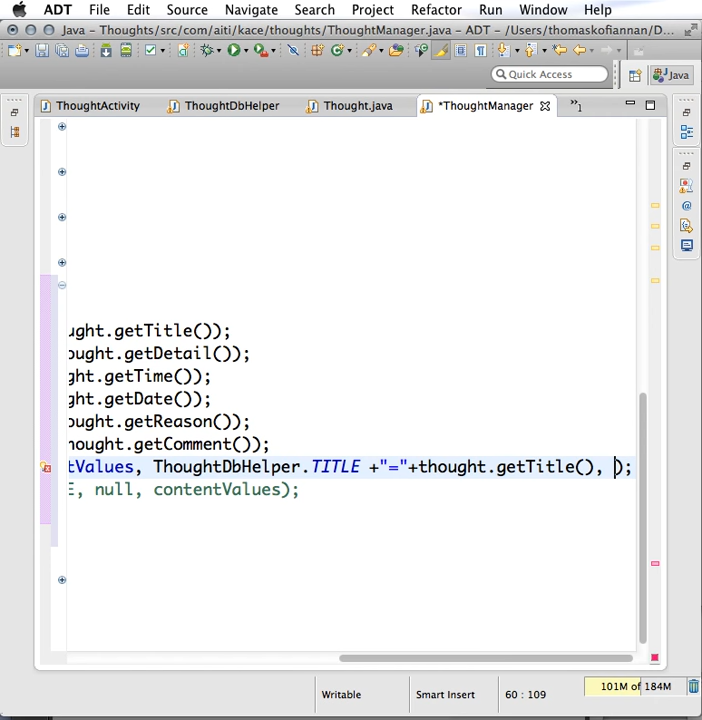 ADT File Edit Source Navigate Search Project Refactor Run Window Help
Java – Thoughts/src/com/aiti/kace/thoughts/ThoughtManager.java – ADT – /Users/thomaskofiannan/D...
Quick Access
Java
ThoughtActivity ThoughtDbHelper Thought.java *ThoughtManager »1
ught.getTitle());
ought.getDetail());
ght.getTime());
ght.getDate());
ought.getReason());
hought.getComment());
tValues, ThoughtDbHelper.TITLE +"="+thought.getTitle(), );
E, null, contentValues);
Writable Smart Insert 60 : 109 101M of 184M